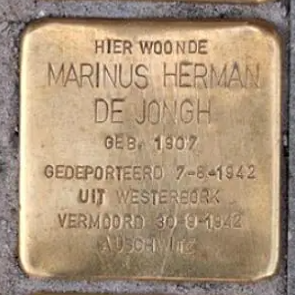 HIER WOONDE
MARINUS HERMAN
DE JONGH
GEB. 1907
GEDEPORTEERD 7-8-1942
UIT WESTERBORK
VERMOORD 30-9-1942
AUSCHWITZ